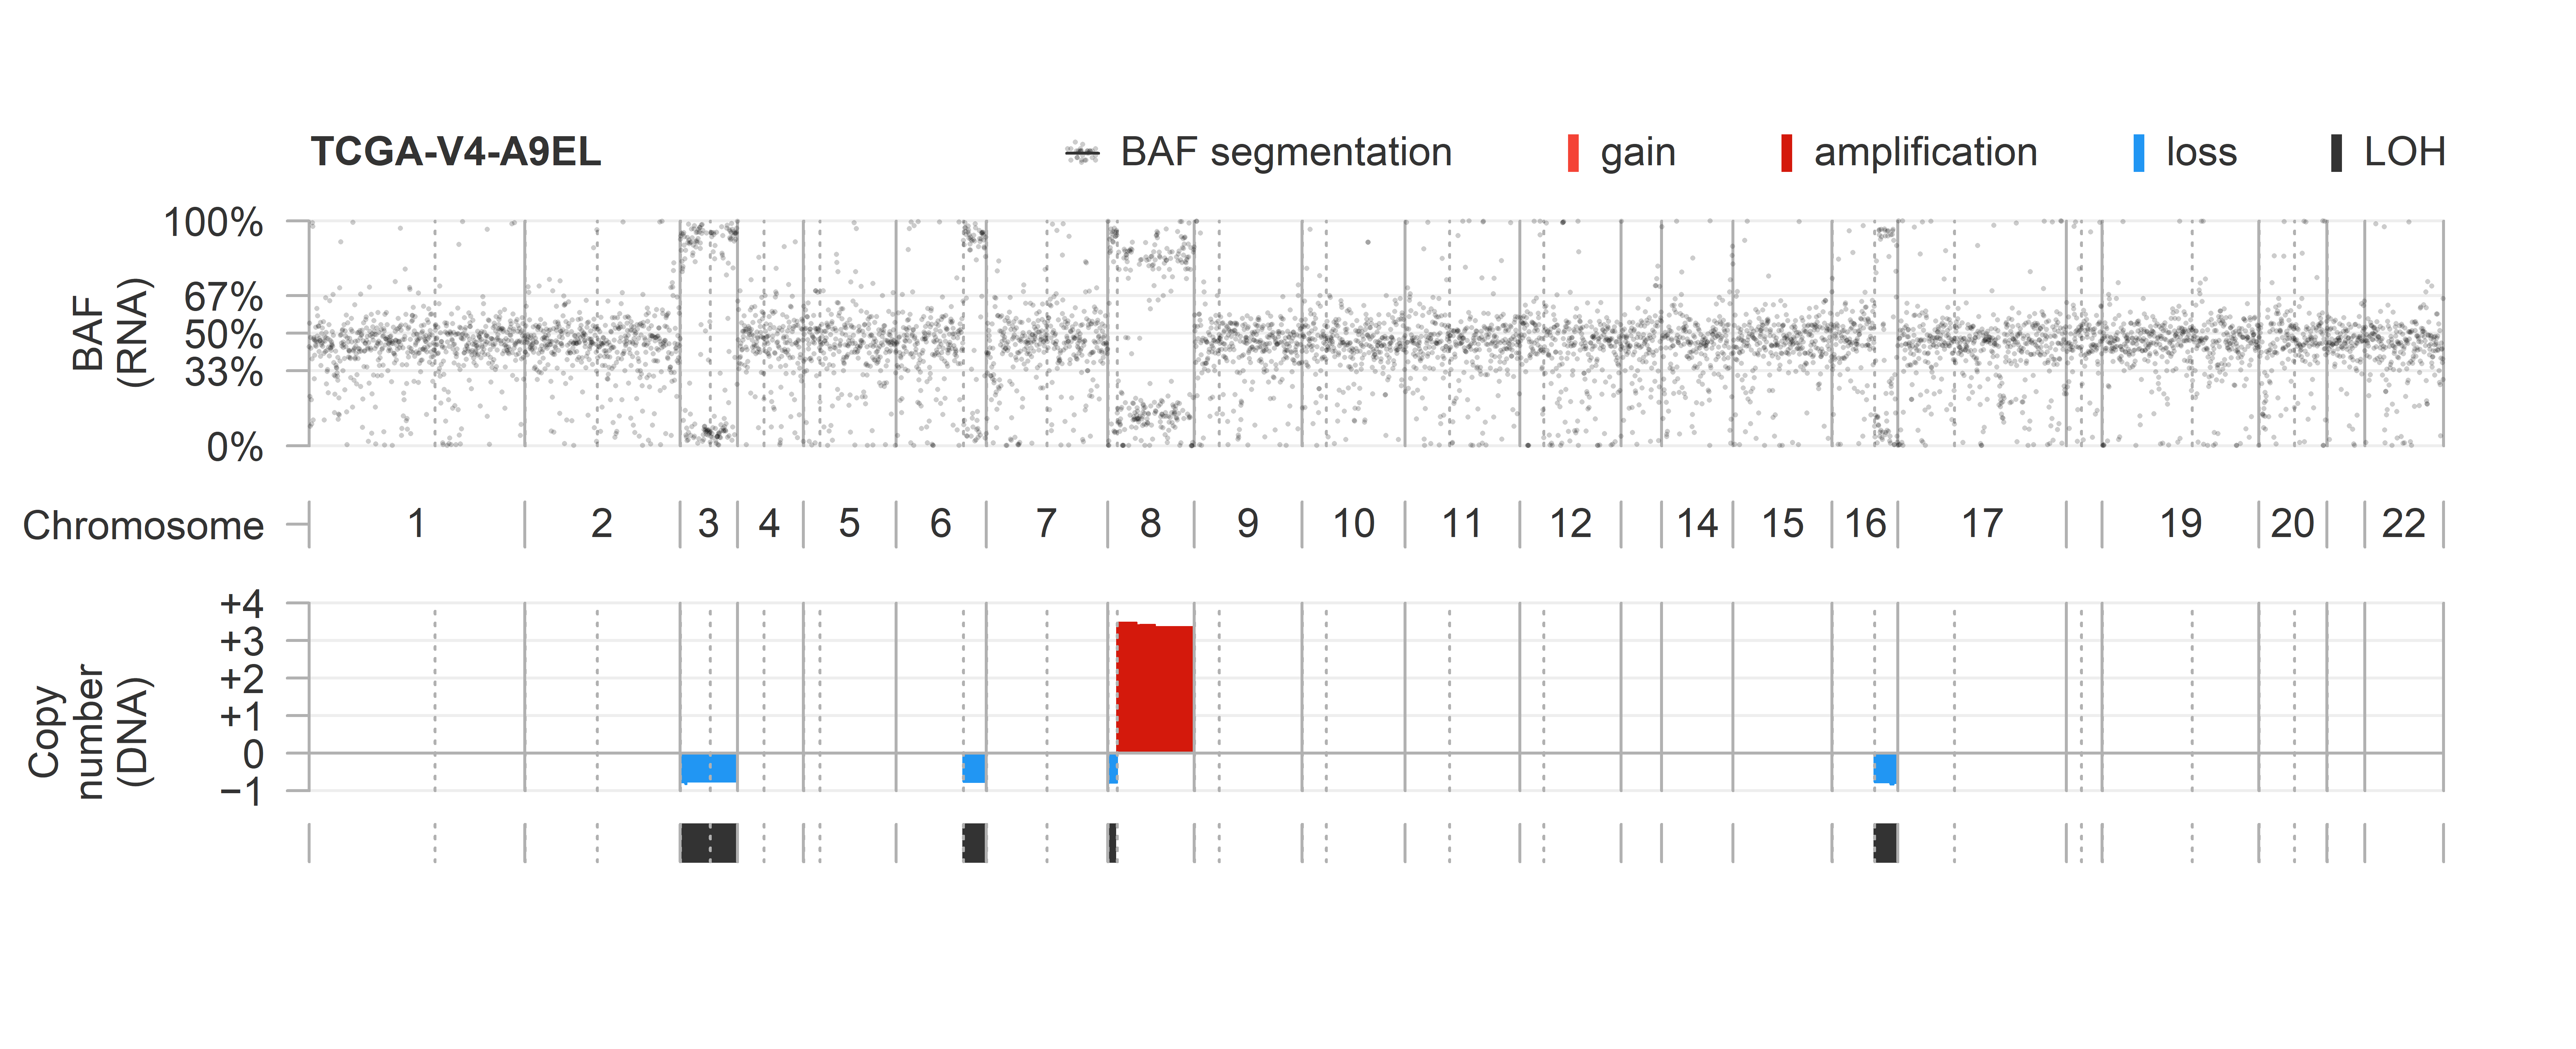 TCGA-V4-A9EL
BAF segmentation
gain
amplification
loss
LOH
BAF
(RNA)
100%
67%
50%
33%
0%
Chromosome
1 2 3 4 5 6 7 8 9 10 11 12 14 15 16 17 19 20 22
Copy
number
(DNA)
+4
+3
+2
+1
0
−1